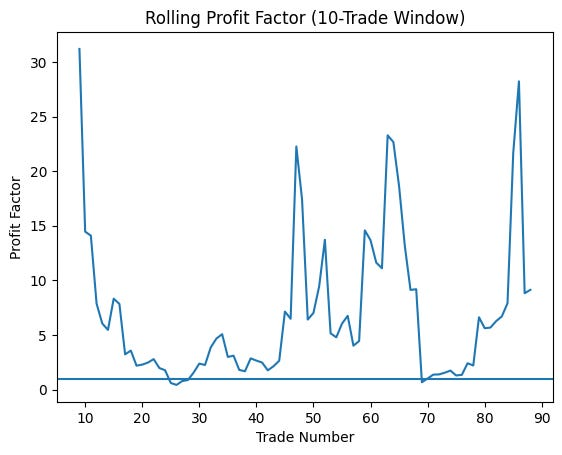 Rolling Profit Factor (10-Trade Window)
Profit Factor
30
25
20
15
10
5
0
10 20 30 40 50 60 70 80 90
Trade Number